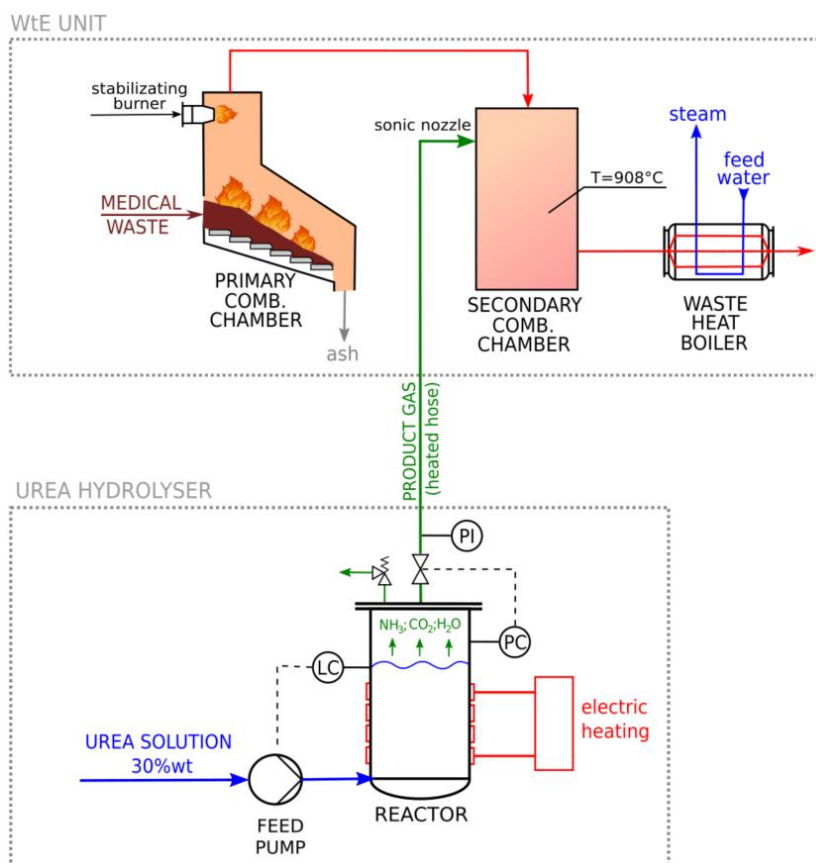 WtE UNIT
stabilizating
burner
MEDICAL
WASTE
PRIMARY
COMB.
CHAMBER
ash
sonic nozzle
T=908°C
SECONDARY
COMB.
CHAMBER
steam
feed
water
WASTE
HEAT
BOILER
PRODUCT GAS
(heated hose)
UREA HYDROLYSER
PI
NH₃;CO₂;H₂O
PC
LC
electric
heating
UREA SOLUTION
30%wt
FEED
PUMP
REACTOR